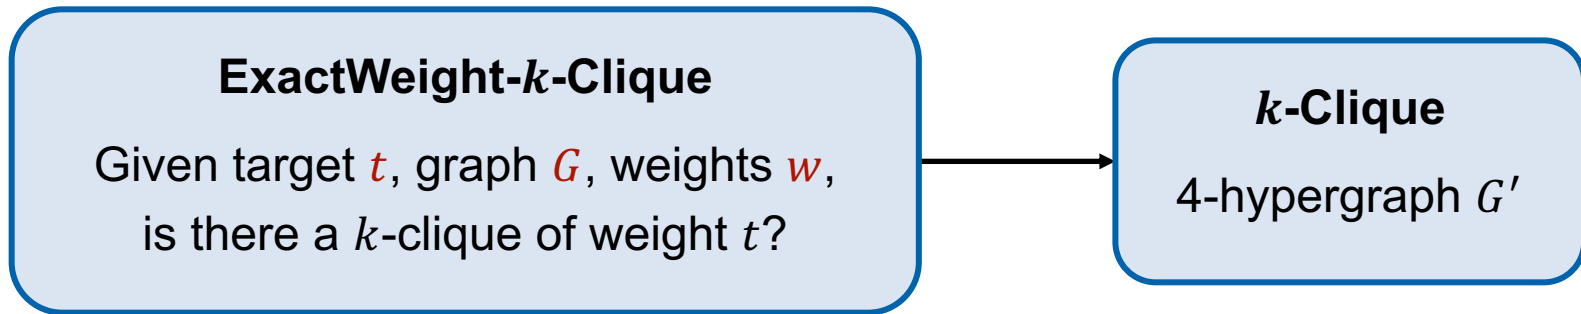 ExactWeight-k-Clique
Given target t, graph G, weights w,
is there a k-clique of weight t?
k-Clique
4-hypergraph G′